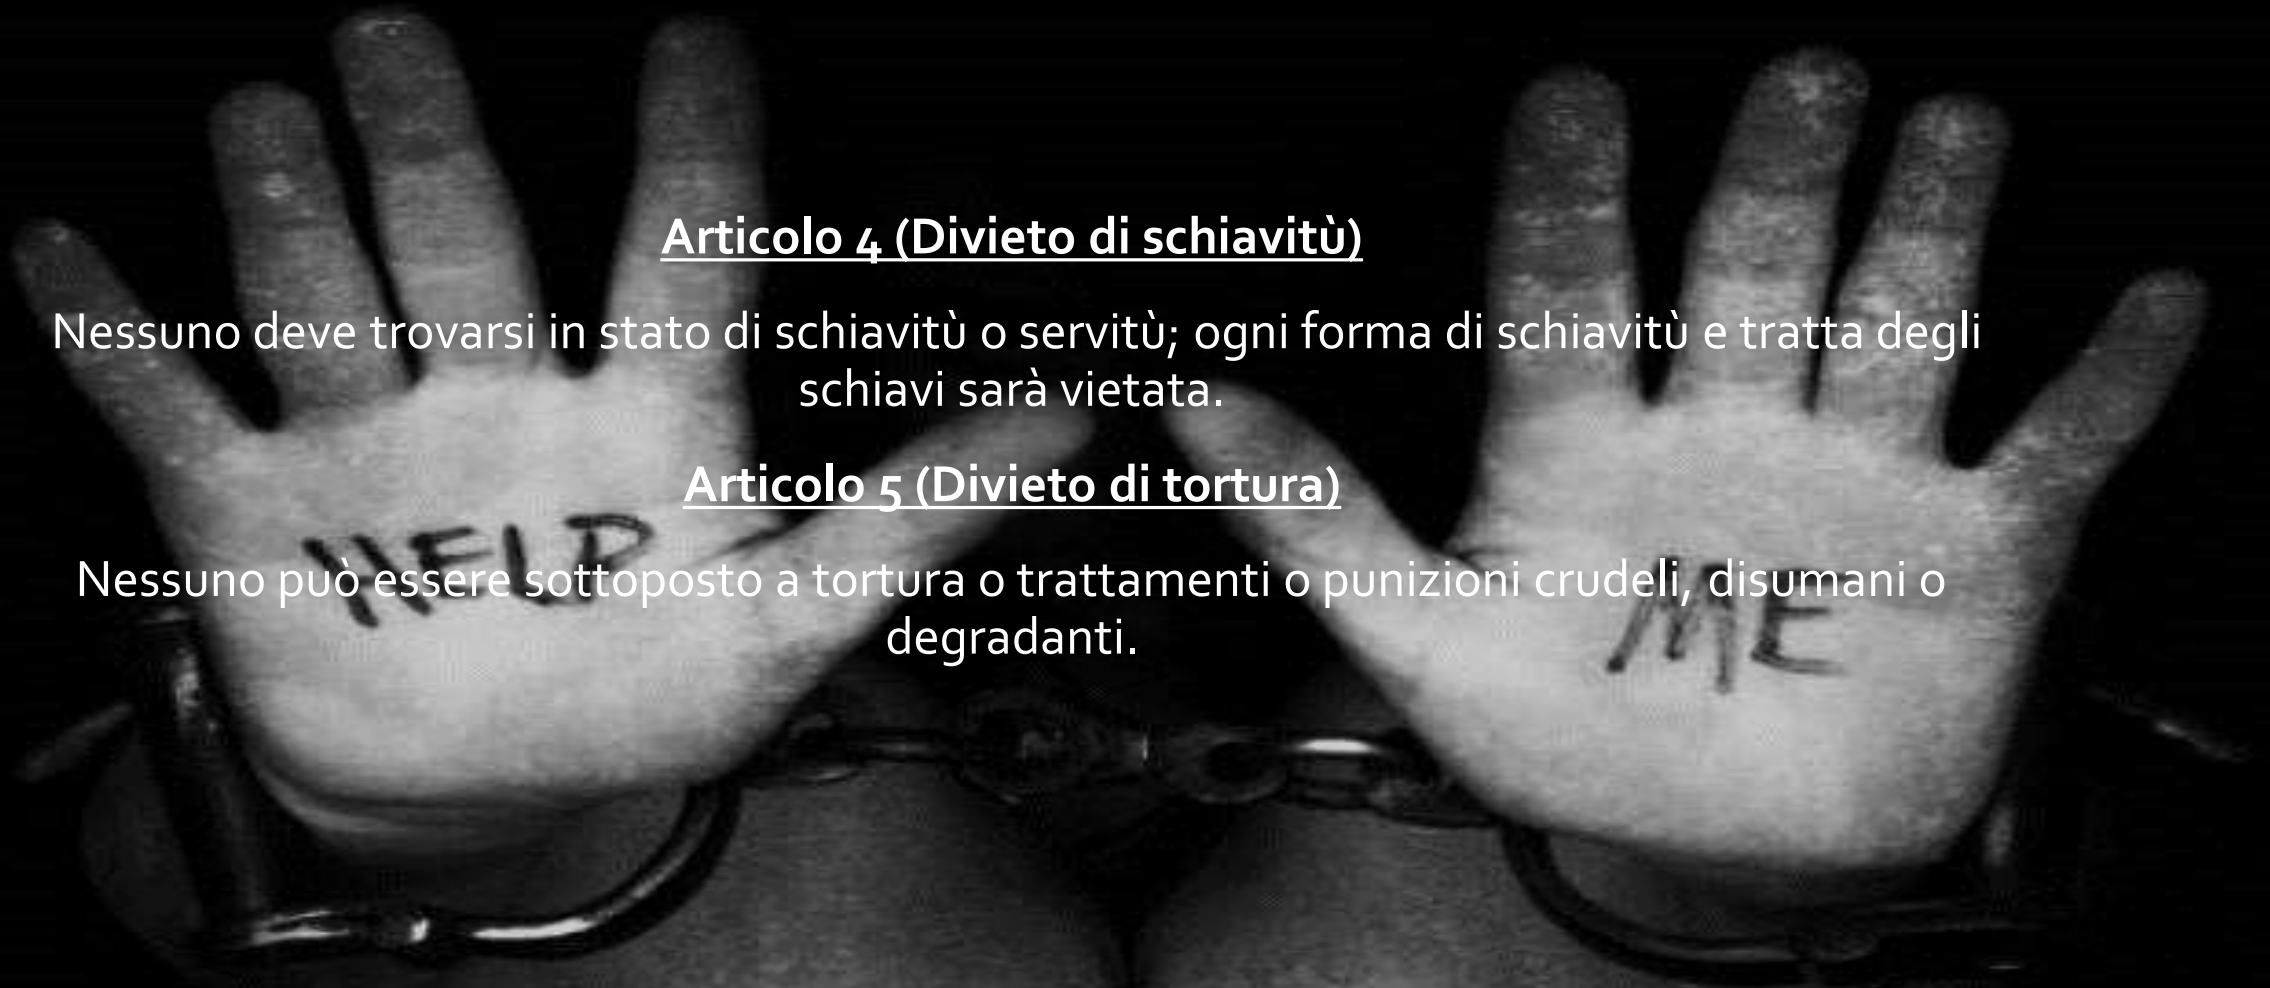 Articolo 4 (Divieto di schiavitù)
Nessuno deve trovarsi in stato di schiavitù o servitù; ogni forma di schiavitù e tratta degli
schiavi sarà vietata.
Articolo 5 (Divieto di tortura)
HELP
ME
Nessuno può essere sottoposto a tortura o trattamenti o punizioni crudeli, disumani o
degradanti.